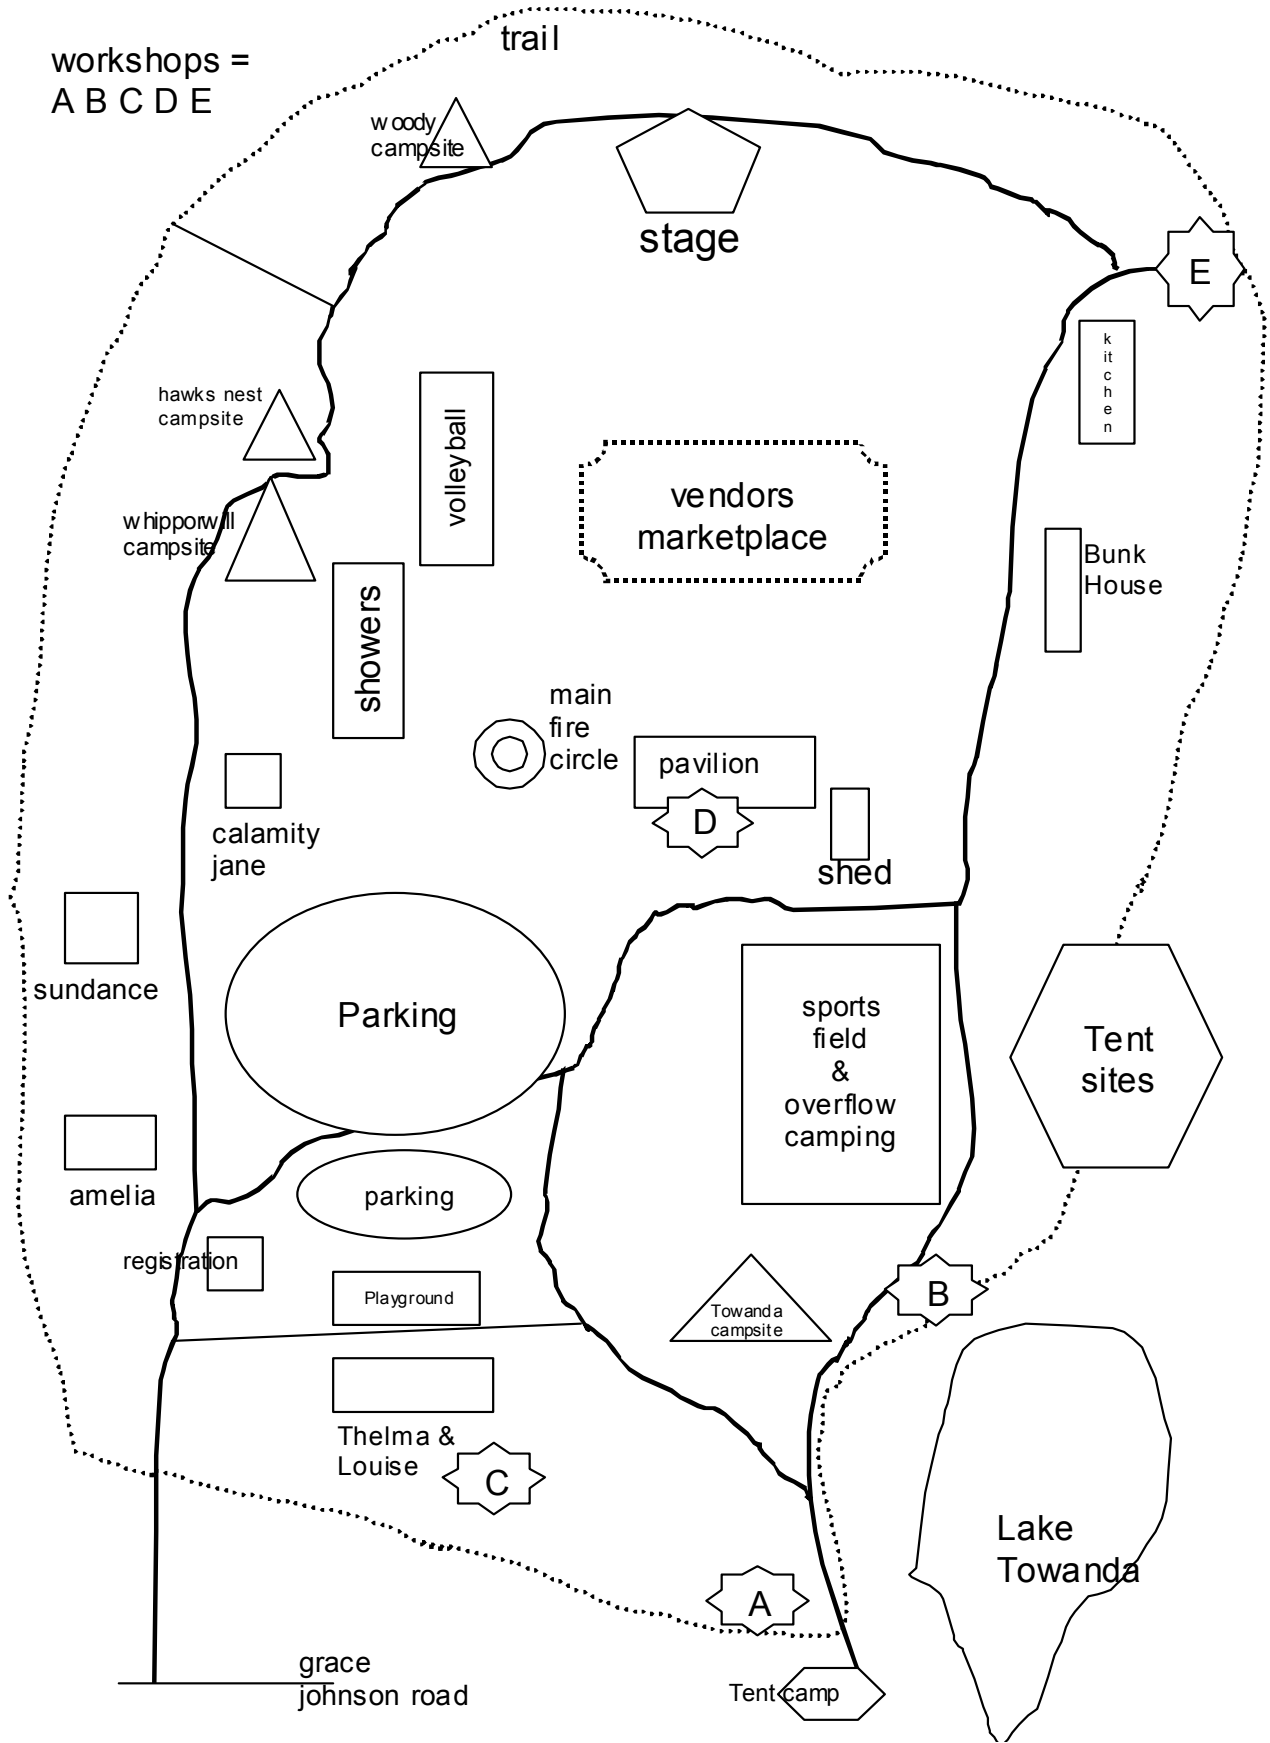 trail
workshops =
A B C D E
woody
campsite
stage
E
kitchen
hawks nest
campsite
volleyball
vendors
marketplace
whipporwill
campsite
Bunk
House
showers
main
fire
circle
pavilion
D
calamity
jane
shed
sundance
Parking
sports
field
&
overflow
camping
Tent
sites
amelia
parking
registration
Playground
B
Towanda
campsite
Thelma &
Louise
C
Lake
Towanda
A
grace
johnson road
Tent camp